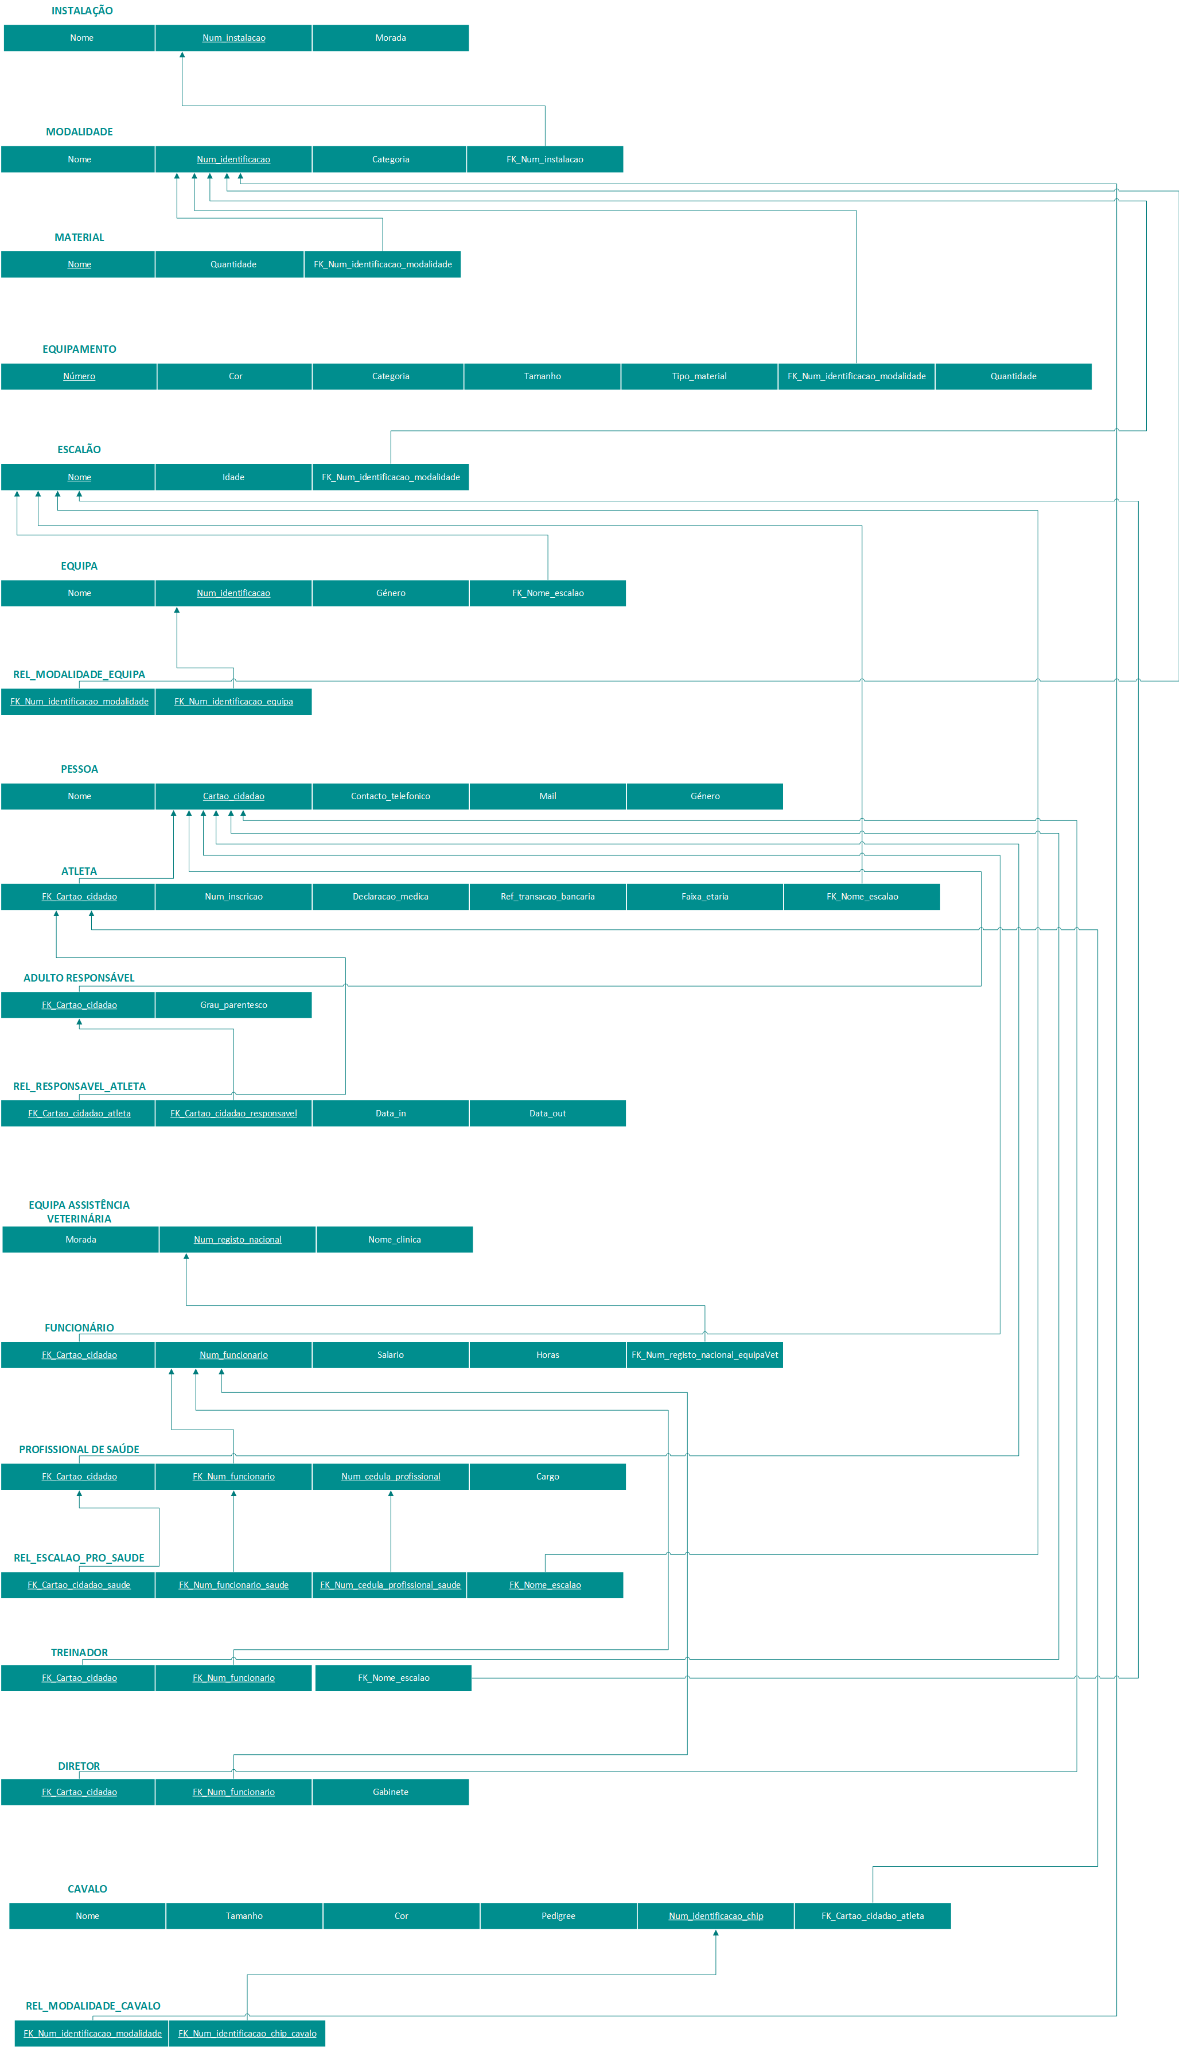 INSTALAÇÃO
Nome Num_instalacao Morada
MODALIDADE
Nome Num_identificacao Categoria FK_Num_instalacao
MATERIAL
Nome Quantidade FK_Num_identificacao_modalidade
EQUIPAMENTO
Número Cor Categoria Tamanho Tipo_material FK_Num_identificacao_modalidade Quantidade
ESCALÃO
Nome Idade FK_Num_identificacao_modalidade
EQUIPA
Nome Num_identificacao Género FK_Nome_escalao
REL_MODALIDADE_EQUIPA
FK_Num_identificacao_modalidade FK_Num_identificacao_equipa
PESSOA
Nome Cartao_cidadao Contacto_telefonico Mail Género
ATLETA
FK_Cartao_cidadao Num_inscricao Declaracao_medica Ref_transacao_bancaria Faixa_etaria FK_Nome_escalao
ADULTO RESPONSÁVEL
FK_Cartao_cidadao Grau_parentesco
REL_RESPONSAVEL_ATLETA
FK_Cartao_cidadao_atleta FK_Cartao_cidadao_responsavel Data_in Data_out
EQUIPA ASSISTÊNCIA
VETERINÁRIA
Morada Num_registo_nacional Nome_clinica
FUNCIONÁRIO
FK_Cartao_cidadao Num_funcionario Salario Horas FK_Num_registo_nacional_equipaVet
PROFISSIONAL DE SAÚDE
FK_Cartao_cidadao FK_Num_funcionario Num_cedula_profissional Cargo
REL_ESCALAO_PRO_SAUDE
FK_Cartao_cidadao_saude FK_Num_funcionario_saude FK_Num_cedula_profissional_saude FK_Nome_escalao
TREINADOR
FK_Cartao_cidadao FK_Num_funcionario FK_Nome_escalao
DIRETOR
FK_Cartao_cidadao FK_Num_funcionario Gabinete
CAVALO
Nome Tamanho Cor Pedigree Num_identificacao_chip FK_Cartao_cidadao_atleta
REL_MODALIDADE_CAVALO
FK_Num_identificacao_modalidade FK_Num_identificacao_chip_cavalo